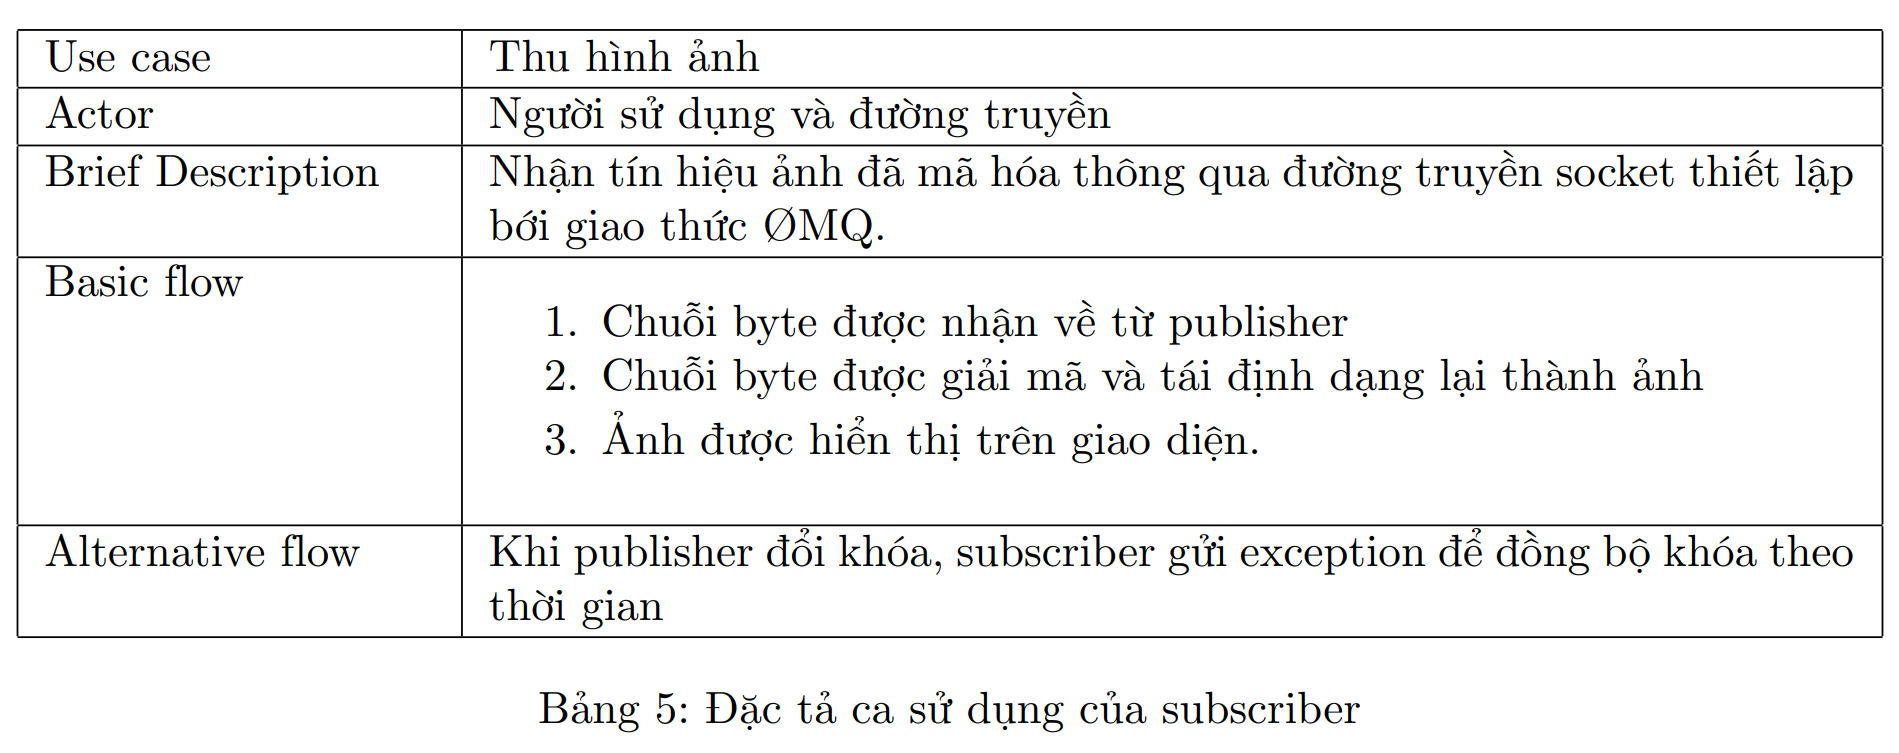 Use case Thu hình ảnh
Actor Người sử dụng và đường truyền
Brief Description Nhận tín hiệu ảnh đã mã hóa thông qua đường truyền socket thiết lập
bới giao thức ØMQ.
Basic flow
1. Chuỗi byte được nhận về từ publisher
2. Chuỗi byte được giải mã và tái định dạng lại thành ảnh
3. Ảnh được hiển thị trên giao diện.
Alternative flow Khi publisher đổi khóa, subscriber gửi exception để đồng bộ khóa theo
thời gian
Bảng 5: Đặc tả ca sử dụng của subscriber